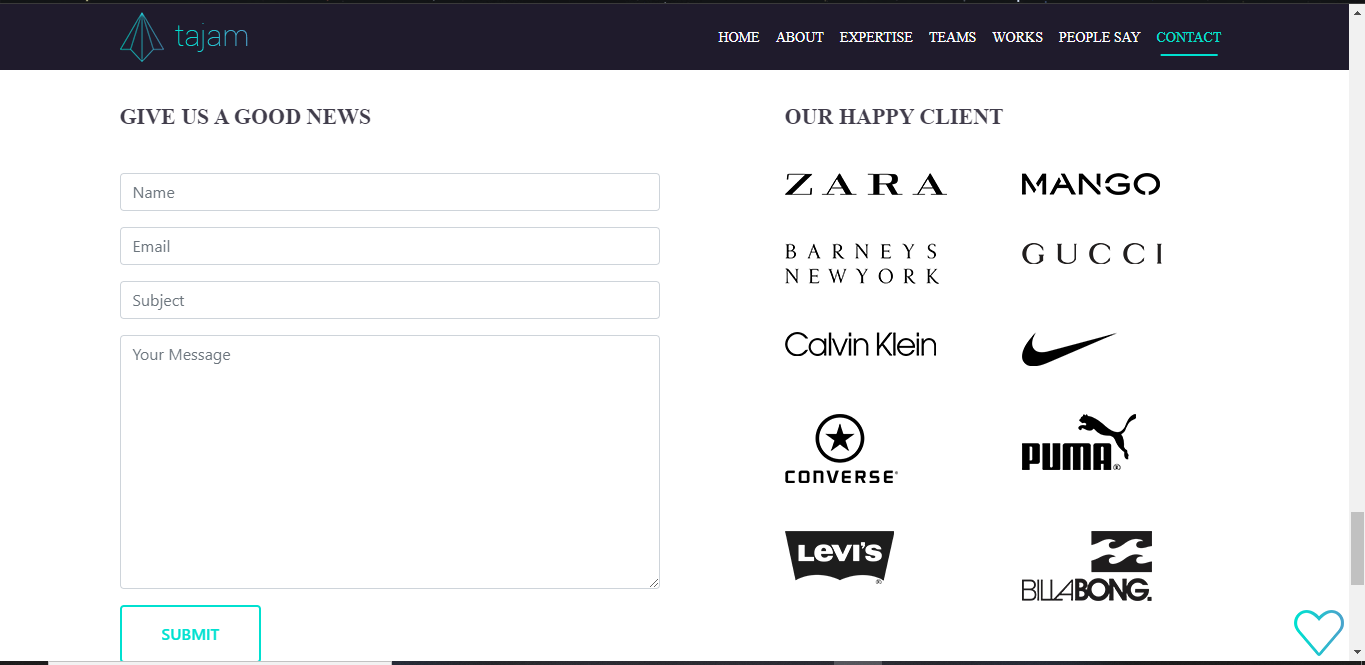 tajam
HOME ABOUT EXPERTISE TEAMS WORKS PEOPLE SAY CONTACT
GIVE US A GOOD NEWS
Name
Email
Subject
Your Message
SUBMIT
OUR HAPPY CLIENT
ZARA
MANGO
BARNEYS
NEWYORK
GUCCI
Calvin Klein
CONVERSE®
PUMA®
LEVI'S®
BILLABONG.